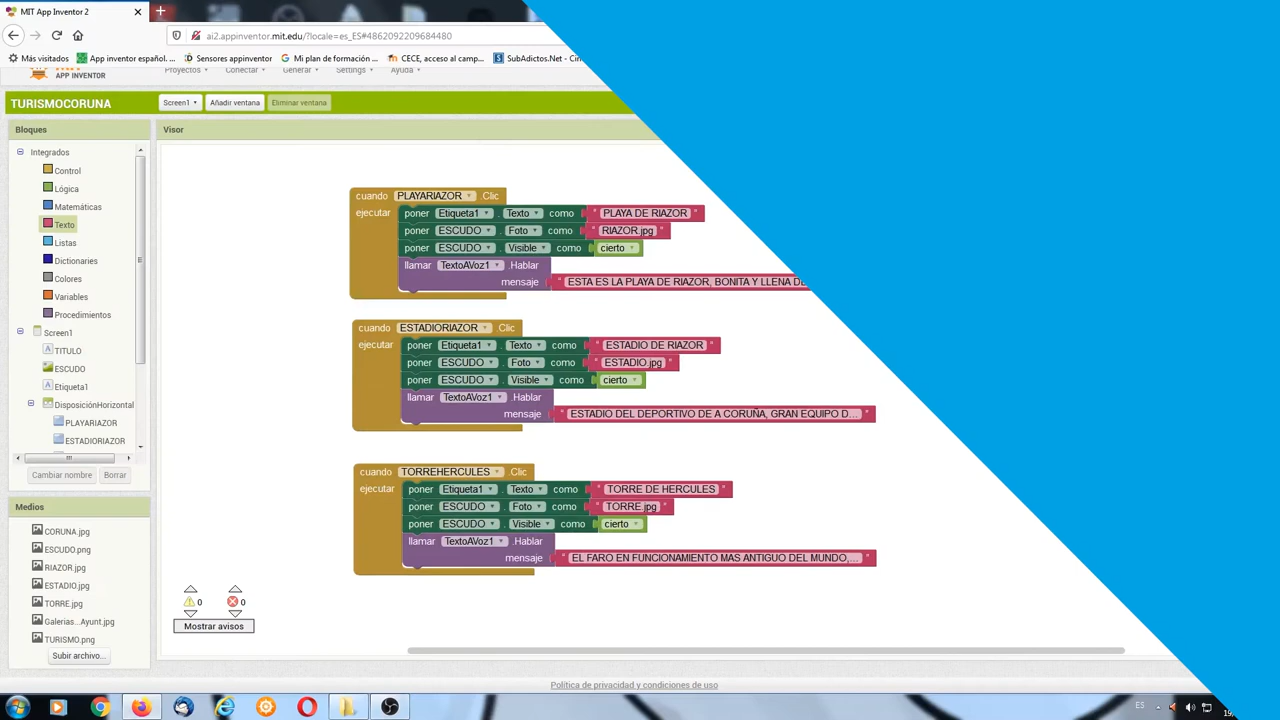 MIT App Inventor 2
ai2.appinventor.mit.edu/?locale=es_ES#4862092209684480
Más visitados
App inventor español. ...
Sensores appinventor
Mi plan de formación ...
CECE, acceso al camp...
SubAdictos.Net - Cin
APP INVENTOR
Proyectos
Conectar
Generar
Settings
Ayuda
TURISMOCORUNA
Screen1
Añadir ventana
Eliminar ventana
Bloques
Visor
Integrados
Control
Lógica
Matemáticas
Texto
Listas
Dictionaries
Colores
Variables
Procedimientos
Screen1
TITULO
ESCUDO
Etiqueta1
DisposiciónHorizontal
PLAYARIAZOR
ESTADIORIAZOR
Cambiar nombre
Borrar
Medios
CORUNA.jpg
ESCUDO.png
RIAZOR.jpg
ESTADIO.jpg
TORRE.jpg
Galerias...Ayunt.jpg
TURISMO.png
Subir archivo...
cuando PLAYARIAZOR .Clic
ejecutar poner Etiqueta1 . Texto como " PLAYA DE RIAZOR "
poner ESCUDO . Foto como " RIAZOR.jpg "
poner ESCUDO . Visible como cierto
llamar TextoAVoz1 .Hablar
mensaje " ESTA ES LA PLAYA DE RIAZOR, BONITA Y LLENA DE
cuando ESTADIORIAZOR .Clic
ejecutar poner Etiqueta1 . Texto como " ESTADIO DE RIAZOR "
poner ESCUDO . Foto como " ESTADIO.jpg "
poner ESCUDO . Visible como cierto
llamar TextoAVoz1 .Hablar
mensaje " ESTADIO DEL DEPORTIVO DE A CORUÑA, GRAN EQUIPO D... "
cuando TORREHERCULES .Clic
ejecutar poner Etiqueta1 . Texto como " TORRE DE HERCULES "
poner ESCUDO . Foto como " TORRE.jpg "
poner ESCUDO . Visible como cierto
llamar TextoAVoz1 .Hablar
mensaje " EL FARO EN FUNCIONAMIENTO MAS ANTIGUO DEL MUNDO,... "
0
0
Mostrar avisos
Política de privacidad y condiciones de uso
ES